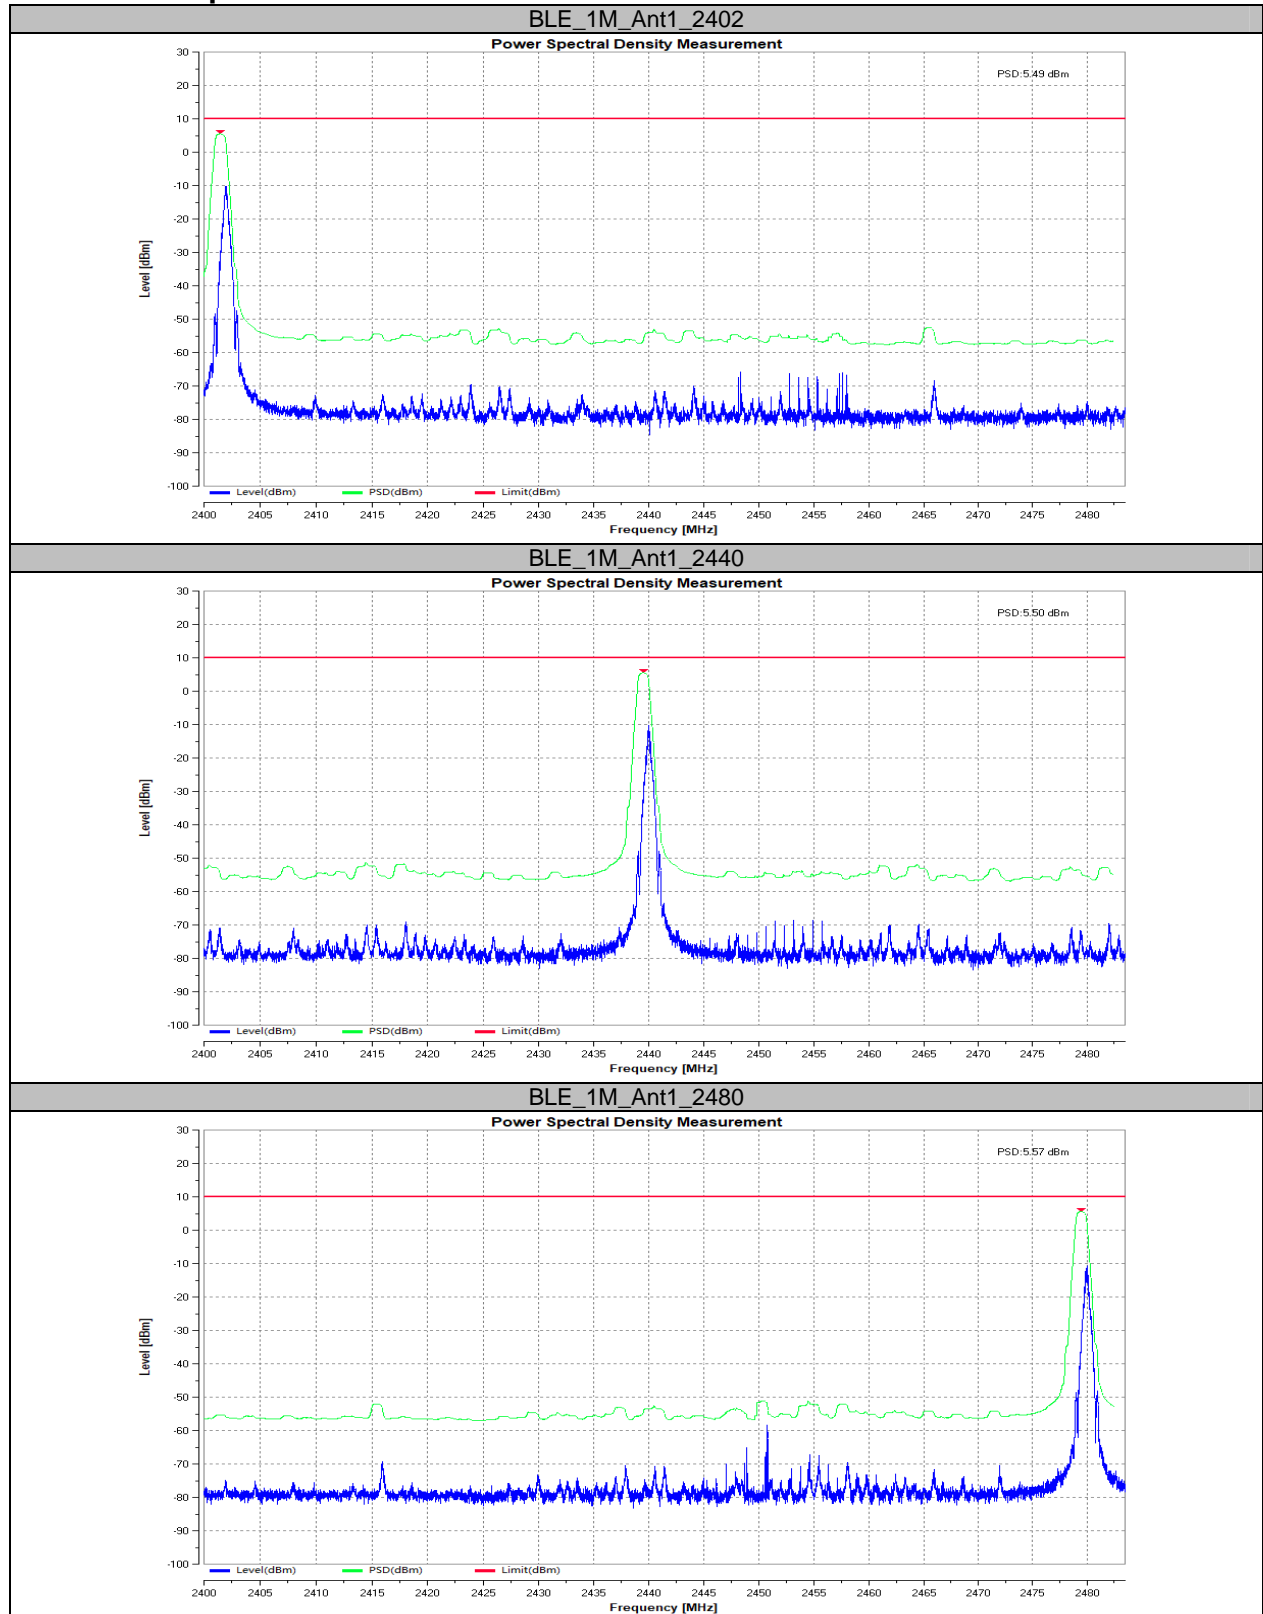 BLE_1M_Ant1_2402
Power Spectral Density Measurement
PSD:5.49 dBm
30
20
10
0
-10
-20
-30
-40
-50
-60
-70
-80
-90
-100
Level [dBm]
Level(dBm) PSD(dBm) Limit(dBm)
2400 2405 2410 2415 2420 2425 2430 2435 2440 2445 2450 2455 2460 2465 2470 2475 2480
Frequency [MHz]
BLE_1M_Ant1_2440
Power Spectral Density Measurement
PSD:5.50 dBm
30
20
10
0
-10
-20
-30
-40
-50
-60
-70
-80
-90
-100
Level [dBm]
Level(dBm) PSD(dBm) Limit(dBm)
2400 2405 2410 2415 2420 2425 2430 2435 2440 2445 2450 2455 2460 2465 2470 2475 2480
Frequency [MHz]
BLE_1M_Ant1_2480
Power Spectral Density Measurement
PSD:5.57 dBm
30
20
10
0
-10
-20
-30
-40
-50
-60
-70
-80
-90
-100
Level [dBm]
Level(dBm) PSD(dBm) Limit(dBm)
2400 2405 2410 2415 2420 2425 2430 2435 2440 2445 2450 2455 2460 2465 2470 2475 2480
Frequency [MHz]